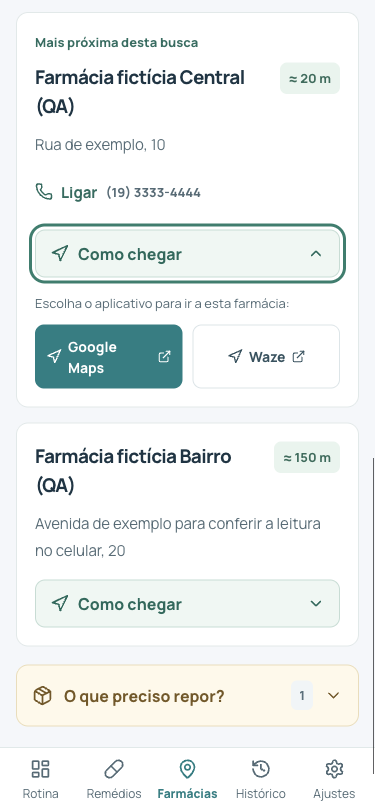 Mais próxima desta busca
Farmácia fictícia Central
(QA)
≈ 20 m
Rua de exemplo, 10
Ligar (19) 3333-4444
Como chegar
Escolha o aplicativo para ir a esta farmácia:
Google
Maps
Waze
Farmácia fictícia Bairro
(QA)
≈ 150 m
Avenida de exemplo para conferir a leitura
no celular, 20
Como chegar
O que preciso repor? 1
Rotina Remédios Farmácias Histórico Ajustes